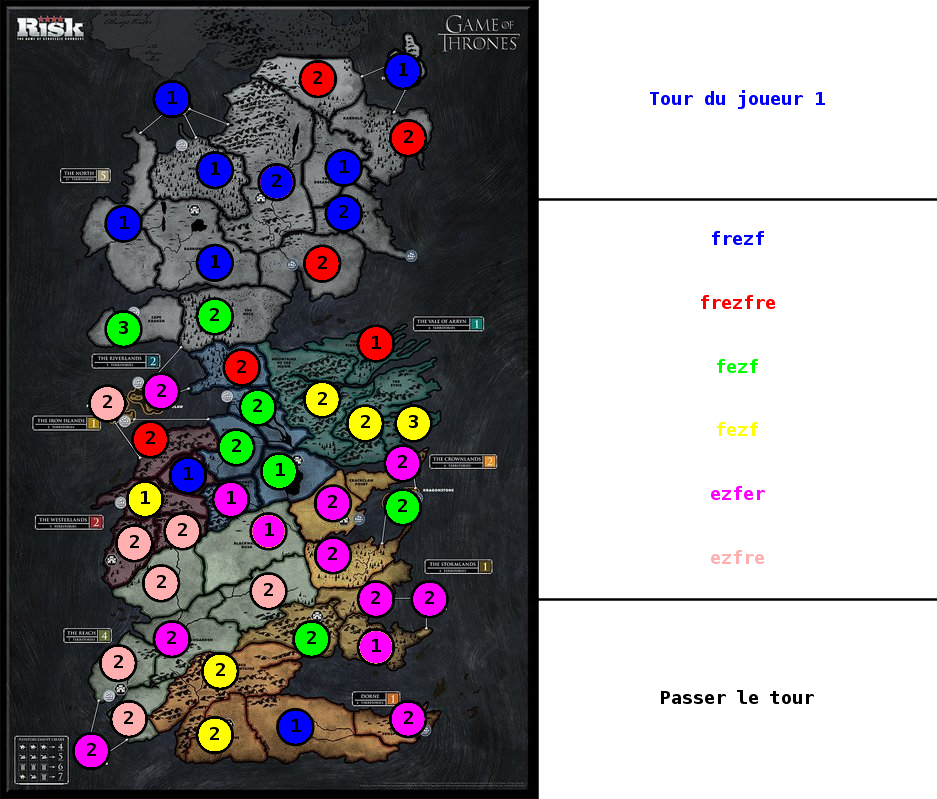 Risk
THE GAME OF STRATEGIC CONQUEST
GAME OF
THRONES
2
1
1
2
THE NORTH 5
1
2
1
1
2
1
2
THE VALE OF ARRYN 1
3
2
1
THE RIVERLANDS 2
2
2
2
2
2
THE IRON ISLANDS 1
2
3
2
2
THE CROWNLANDS 2
2
1
1
DRAGONSTONE
1
1
2
2
THE WESTERLANDS 2
2
2
1
2
THE STORMLANDS 1
2
2
2
2
THE REACH 4
2
2
1
2
2
DORNE 1
2
2
1
2
2
REINFORCEMENT CHART
4
5
6
7
Tour du joueur 1
frezf
frezfre
fezf
fezf
ezfer
ezfre
Passer le tour